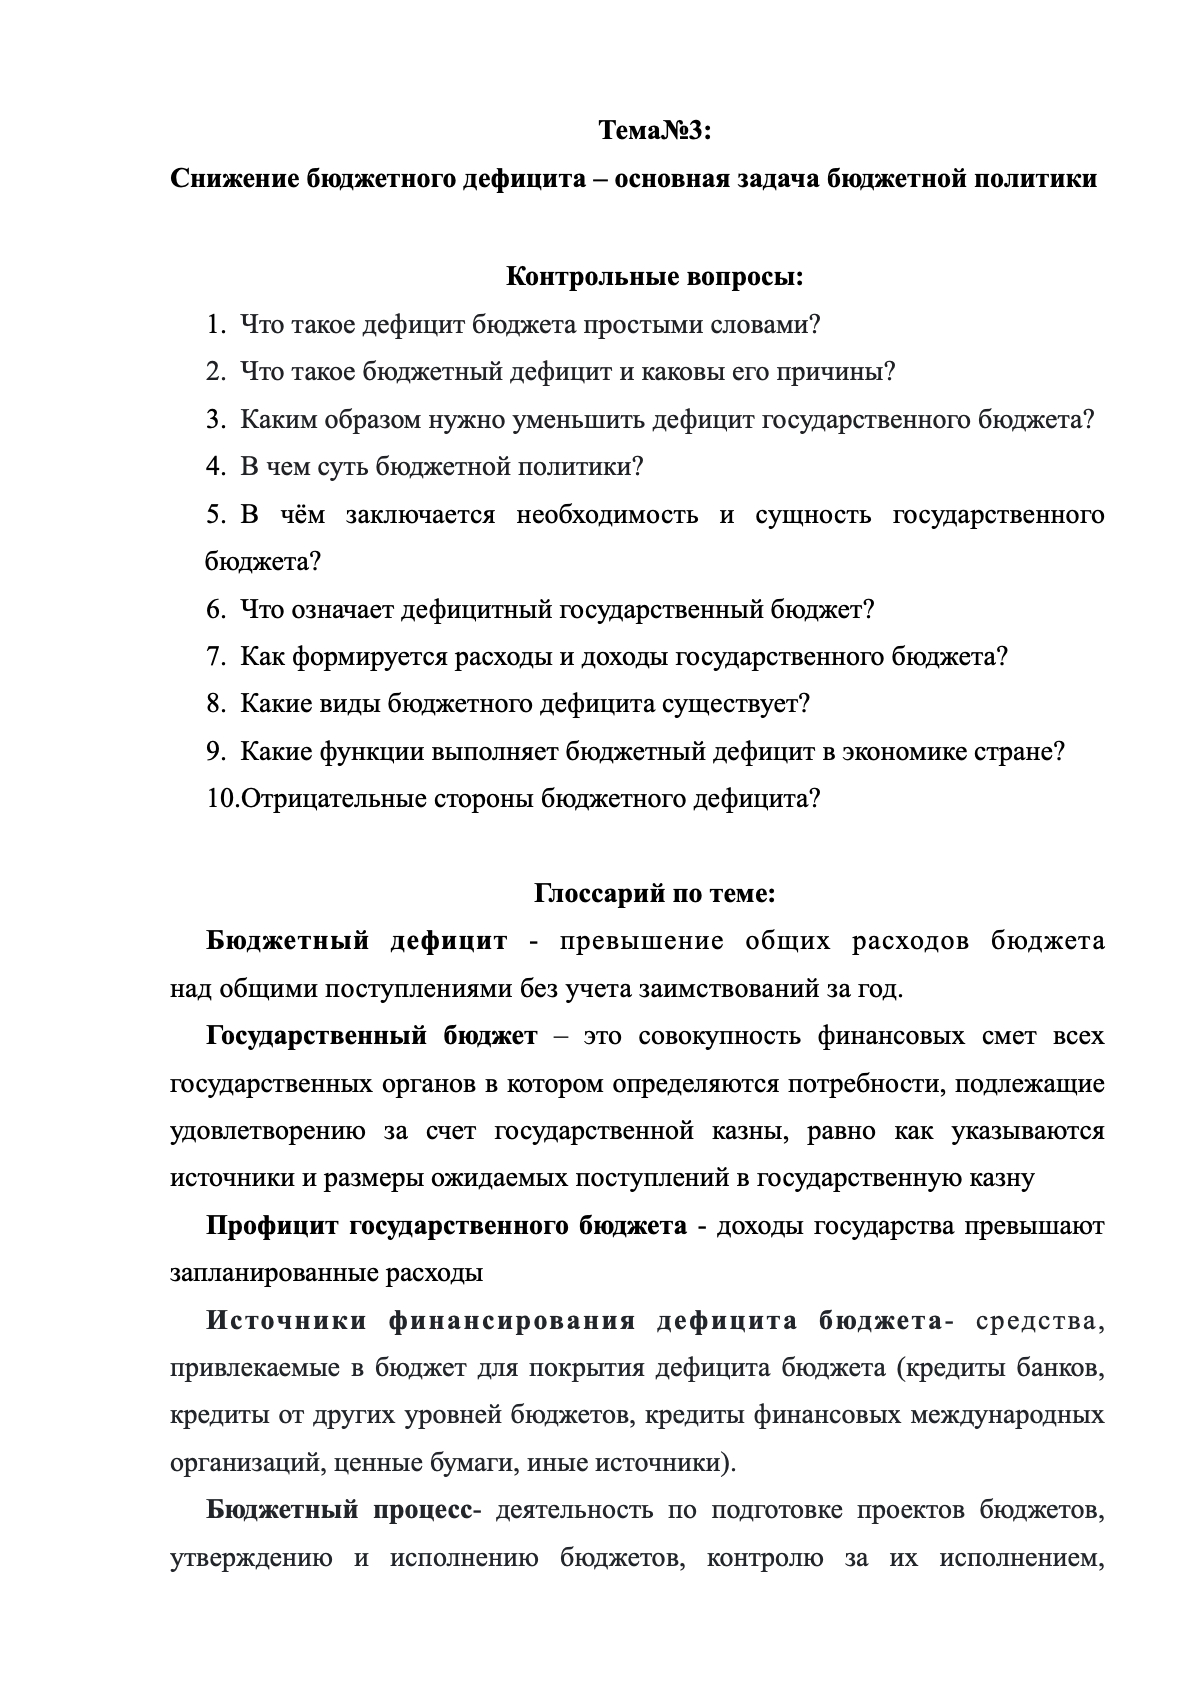 Тема№3:
Снижение бюджетного дефицита – основная задача бюджетной политики
Контрольные вопросы:
1. Что такое дефицит бюджета простыми словами?
2. Что такое бюджетный дефицит и каковы его причины?
3. Каким образом нужно уменьшить дефицит государственного бюджета?
4. В чем суть бюджетной политики?
5. В чём заключается необходимость и сущность государственного
бюджета?
6. Что означает дефицитный государственный бюджет?
7. Как формируется расходы и доходы государственного бюджета?
8. Какие виды бюджетного дефицита существует?
9. Какие функции выполняет бюджетный дефицит в экономике стране?
10.Отрицательные стороны бюджетного дефицита?
Глоссарий по теме:
Бюджетный дефицит - превышение общих расходов бюджета
над общими поступлениями без учета заимствований за год.
Государственный бюджет – это совокупность финансовых смет всех
государственных органов в котором определяются потребности, подлежащие
удовлетворению за счет государственной казны, равно как указываются
источники и размеры ожидаемых поступлений в государственную казну
Профицит государственного бюджета - доходы государства превышают
запланированные расходы
Источники финансирования дефицита бюджета- средства,
привлекаемые в бюджет для покрытия дефицита бюджета (кредиты банков,
кредиты от других уровней бюджетов, кредиты финансовых международных
организаций, ценные бумаги, иные источники).
Бюджетный процесс- деятельность по подготовке проектов бюджетов,
утверждению и исполнению бюджетов, контролю за их исполнением,